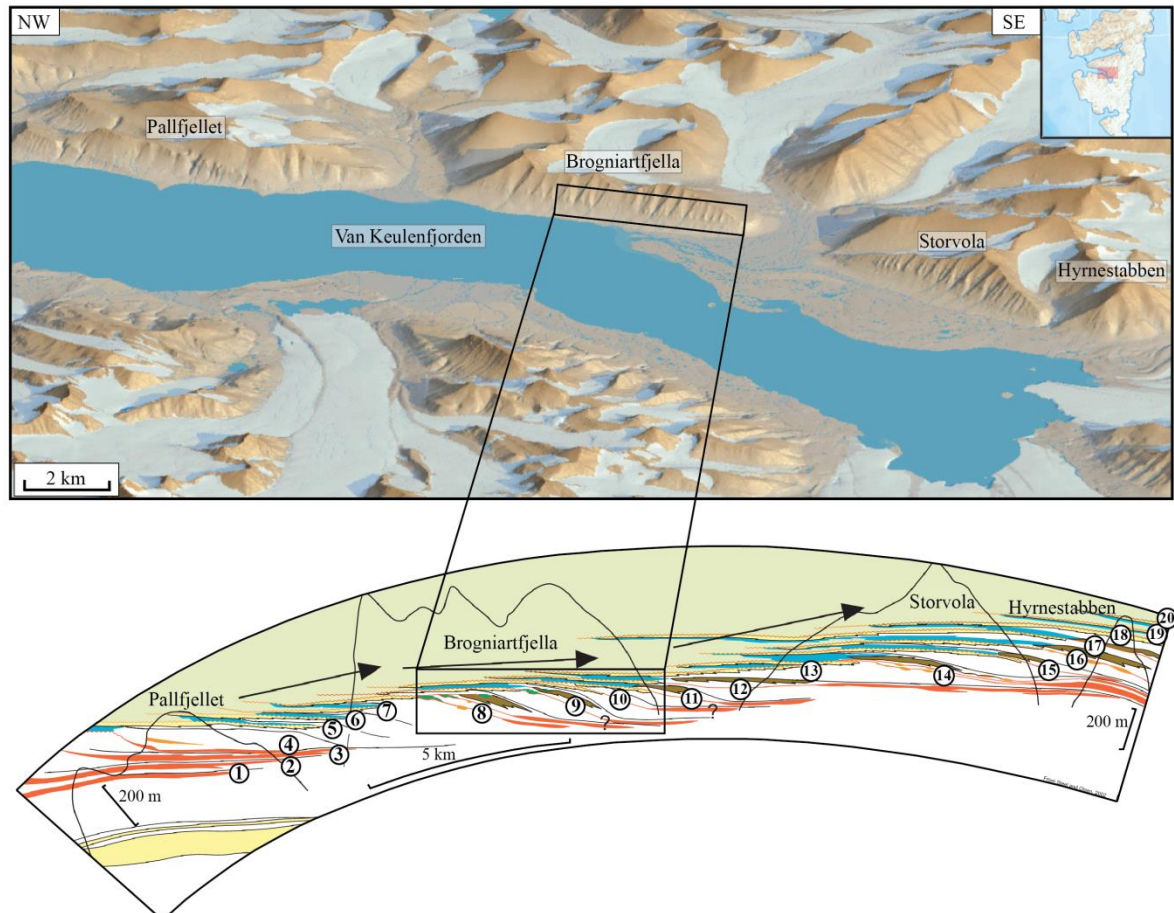 NW
SE
Pallfjellet
Brogniartfjella
Van Keulenfjorden
Storvola
Hyrnestabben
2 km
Pallfjellet
Brogniartfjella
Storvola
Hyrnestabben
1
2
3
4
5
6
7
8
9
10
11
12
13
14
15
16
17
18
19
20
?
?
5 km
200 m
200 m